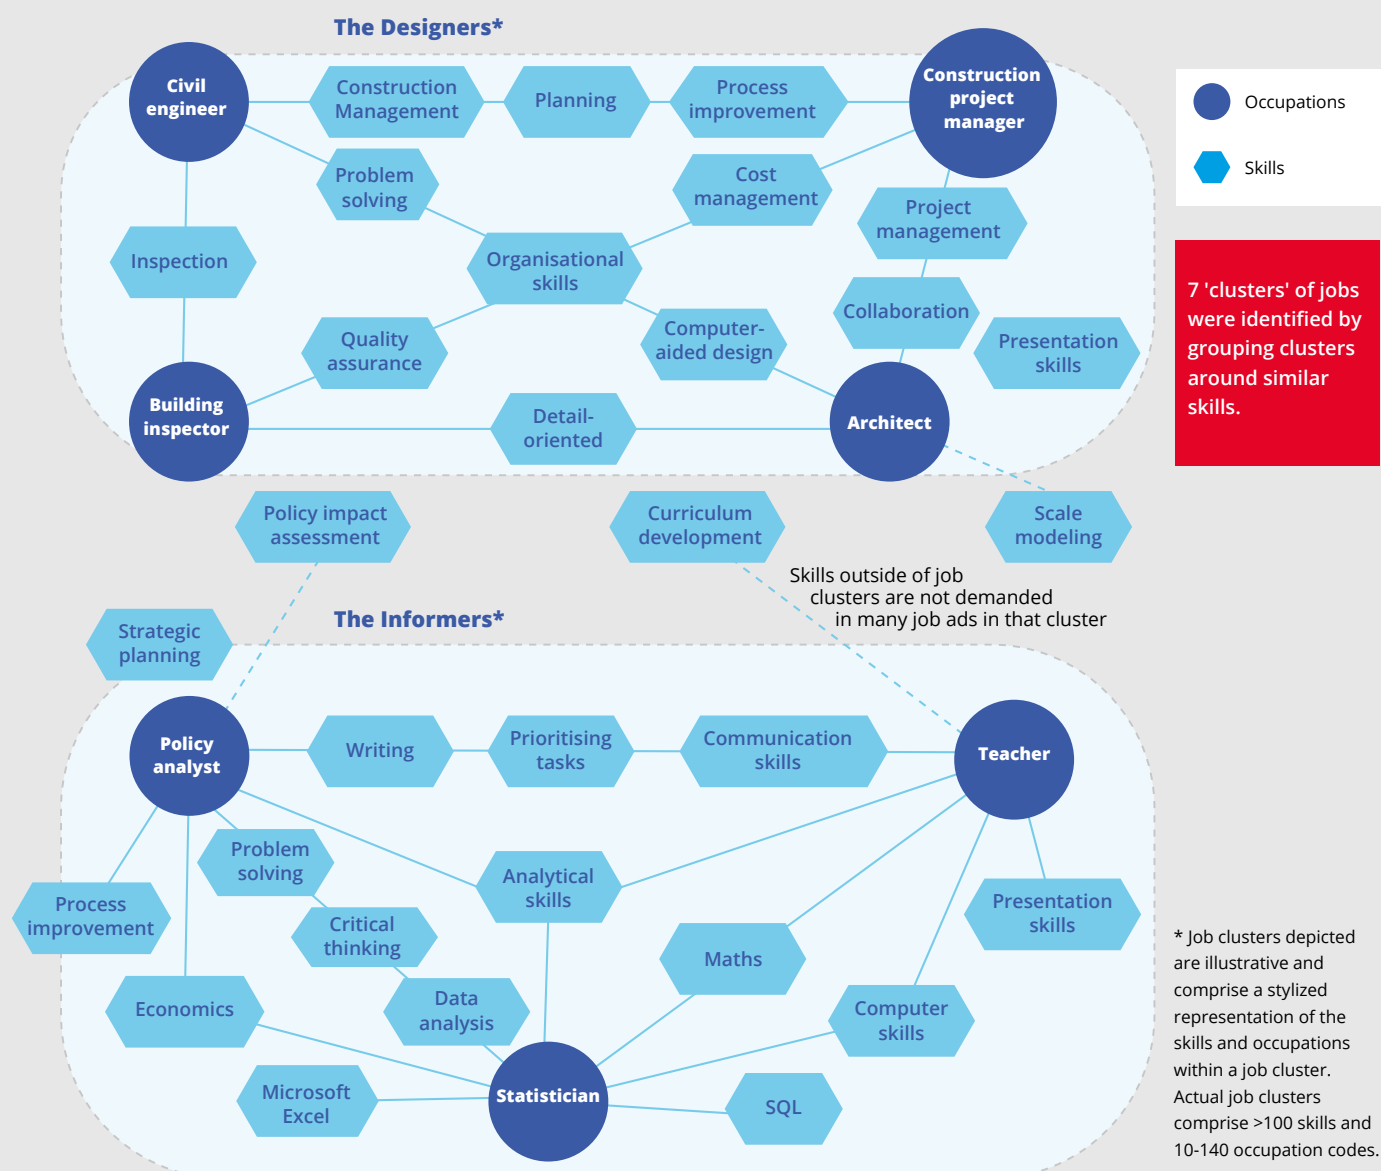 The Designers*
Civil
engineer
Construction
Management
Planning
Process
improvement
Construction
project
manager
Occupations
Skills
Problem
solving
Cost
management
Project
management
Inspection
Organisational
skills
Collaboration
Quality
assurance
Computer-
aided design
Presentation
skills
7 'clusters' of jobs
were identified by
grouping clusters
around similar
skills.
Building
inspector
Detail-
oriented
Architect
Policy impact
assessment
Curriculum
development
Scale
modeling
Skills outside of job
clusters are not demanded
in many job ads in that cluster
The Informers*
Strategic
planning
Policy
analyst
Writing
Prioritising
tasks
Communication
skills
Teacher
Problem
solving
Analytical
skills
Process
improvement
Critical
thinking
Maths
Presentation
skills
Economics
Data
analysis
Computer
skills
Microsoft
Excel
Statistician
SQL
* Job clusters depicted
are illustrative and
comprise a stylized
representation of the
skills and occupations
within a job cluster.
Actual job clusters
comprise >100 skills and
10-140 occupation codes.